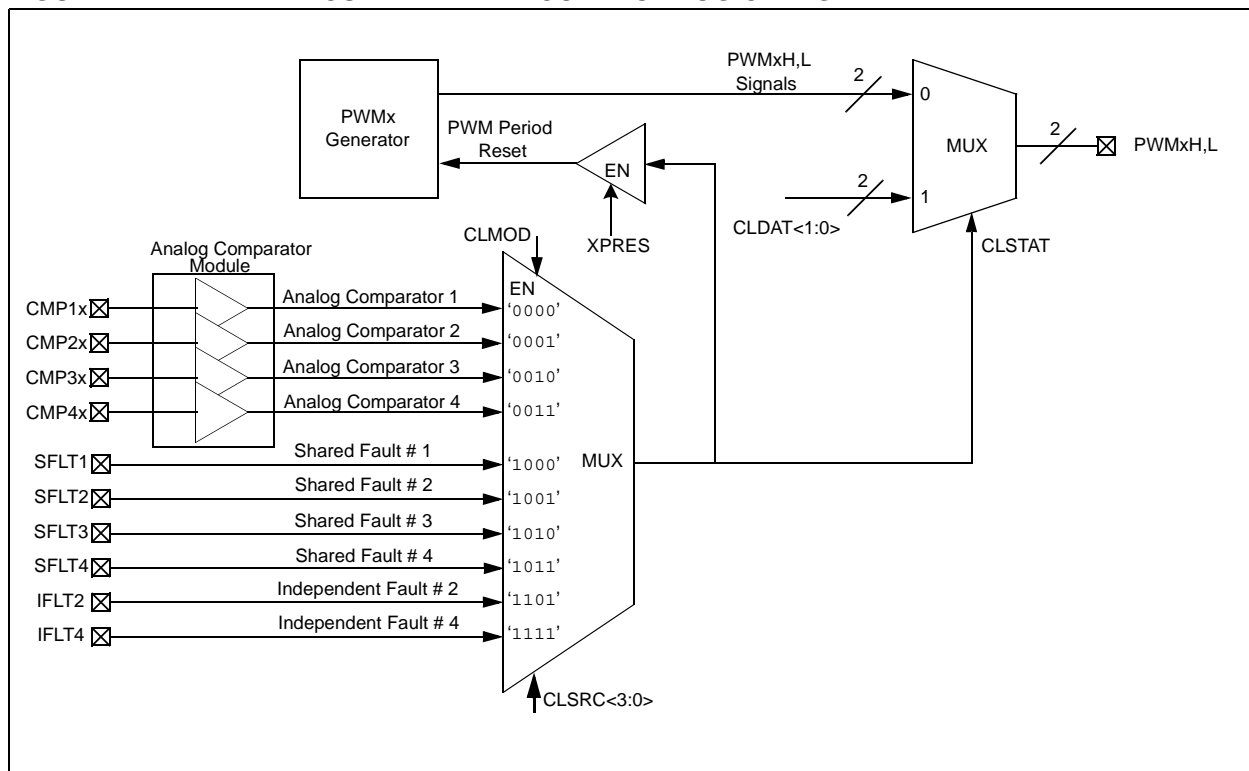 PWMxH,L
Signals
2
0
PWMx
Generator
PWM Period
Reset
EN
MUX
2
PWMxH,L
2
1
CLDAT<1:0>
XPRES
CLSTAT
CLMOD
Analog Comparator
Module
EN
CMP1x
Analog Comparator 1
'0000'
CMP2x
Analog Comparator 2
'0001'
CMP3x
Analog Comparator 3
'0010'
CMP4x
Analog Comparator 4
'0011'
SFLT1
Shared Fault # 1
'1000'
MUX
SFLT2
Shared Fault # 2
'1001'
SFLT3
Shared Fault # 3
'1010'
SFLT4
Shared Fault # 4
'1011'
IFLT2
Independent Fault # 2
'1101'
IFLT4
Independent Fault # 4
'1111'
CLSRC<3:0>